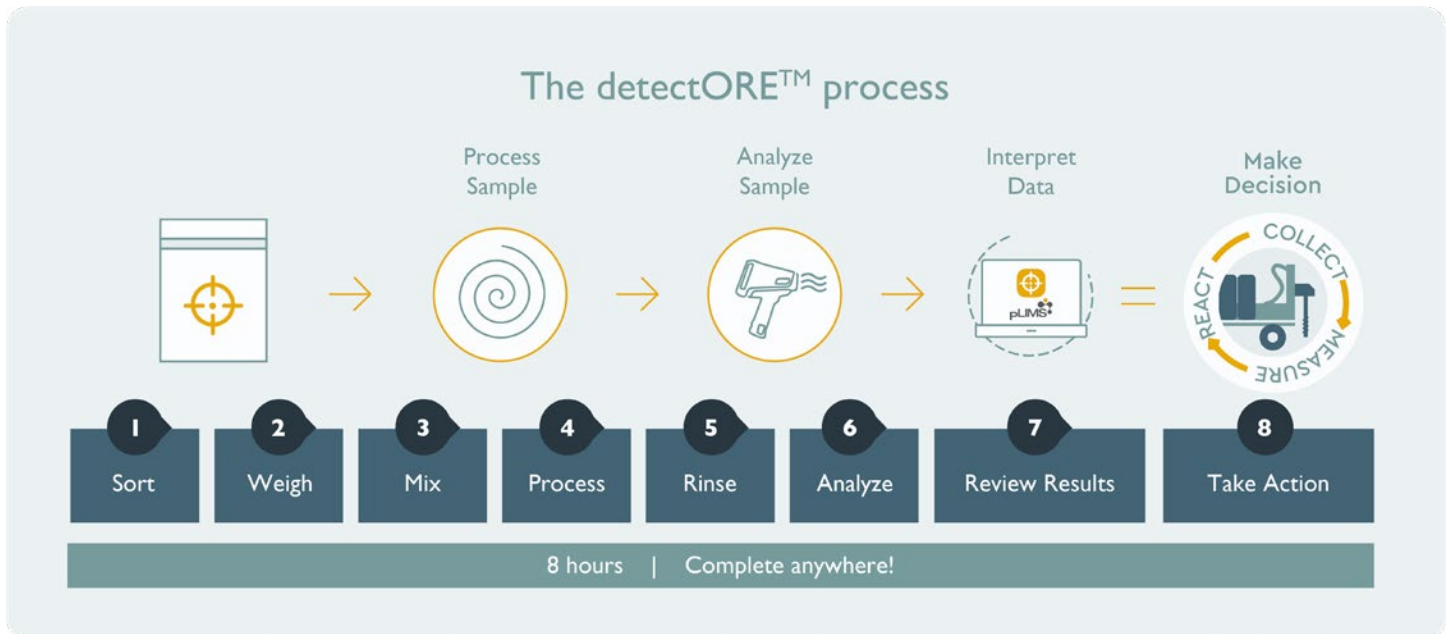 The detectORE™ process
Process
Sample
Analyze
Sample
Interpret
Data
Make
Decision
pLIMS
COLLECT
MEASURE
REACT
1
2
3
4
5
6
7
8
Sort
Weigh
Mix
Process
Rinse
Analyze
Review Results
Take Action
8 hours | Complete anywhere!